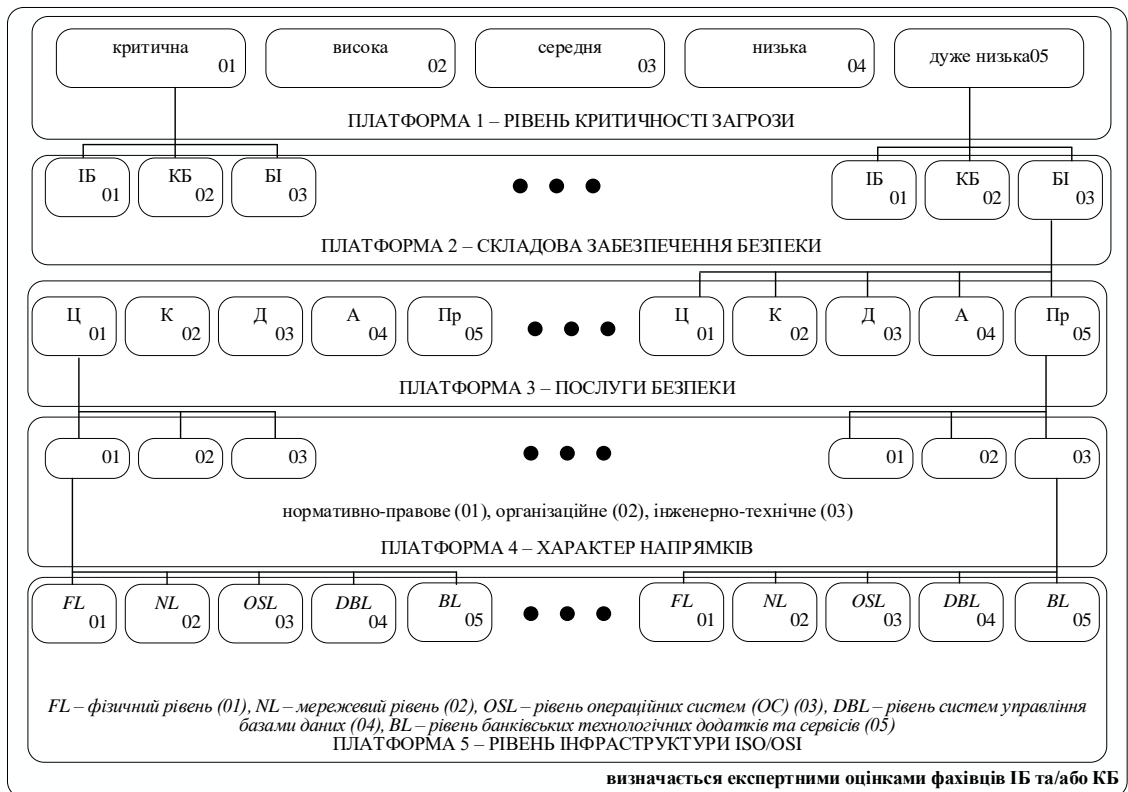 критична 01 висока 02 середня 03 низька 04 дуже низька05
ПЛАТФОРМА 1 – РІВЕНЬ КРИТИЧНОСТІ ЗАГРОЗИ
ІБ 01 КБ 02 БІ 03 ІБ 01 КБ 02 БІ 03
ПЛАТФОРМА 2 – СКЛАДОВА ЗАБЕЗПЕЧЕННЯ БЕЗПЕКИ
Ц 01 К 02 Д 03 А 04 Пр 05 Ц 01 К 02 Д 03 А 04 Пр 05
ПЛАТФОРМА 3 – ПОСЛУГИ БЕЗПЕКИ
01 02 03 01 02 03
нормативно-правове (01), організаційне (02), інженерно-технічне (03)
ПЛАТФОРМА 4 – ХАРАКТЕР НАПРЯМКІВ
FL 01 NL 02 OSL 03 DBL 04 BL 05 FL 01 NL 02 OSL 03 DBL 04 BL 05
FL – фізичний рівень (01), NL – мережевий рівень (02), OSL – рівень операційних систем (ОС) (03), DBL – рівень систем управління
базами даних (04), BL – рівень банківських технологічних додатків та сервісів (05)
ПЛАТФОРМА 5 – РІВЕНЬ ІНФРАСТРУКТУРИ ISO/OSI
визначається експертними оцінками фахівців ІБ та/або КБ